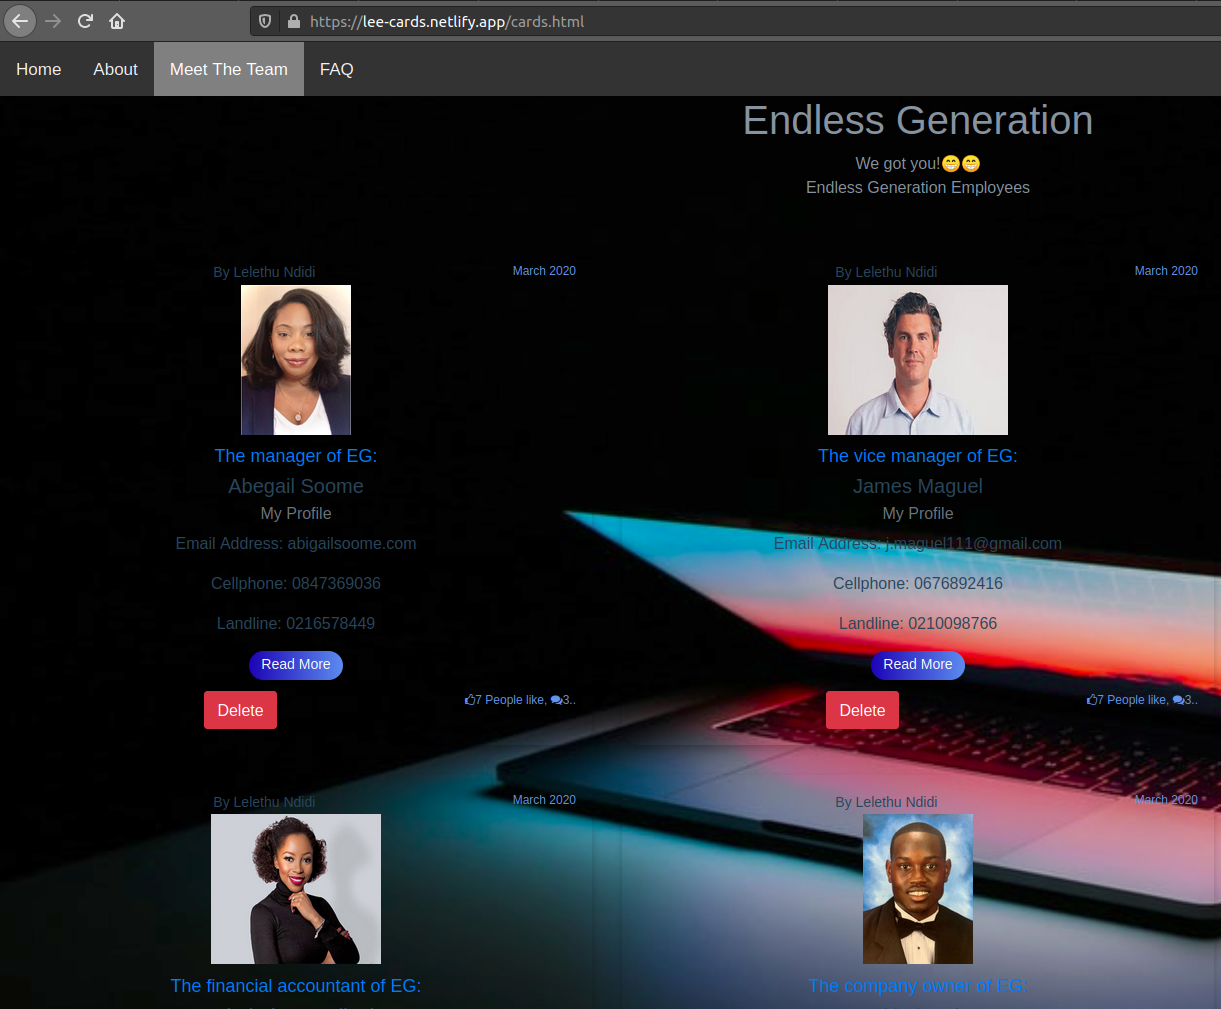 https://lee-cards.netlify.app/cards.html
Home About Meet The Team FAQ
Endless Generation
We got you!😁😁
Endless Generation Employees
By Lelethu Ndidi
March 2020
The manager of EG:
Abegail Soome
My Profile
Email Address: abigailsoome.com
Cellphone: 0847369036
Landline: 0216578449
Read More
Delete
7 People like, 3..
By Lelethu Ndidi
March 2020
The vice manager of EG:
James Maguel
My Profile
Email Address: j.maguel111@gmail.com
Cellphone: 0676892416
Landline: 0210098766
Read More
Delete
7 People like, 3..
By Lelethu Ndidi
March 2020
The financial accountant of EG:
By Lelethu Ndidi
March 2020
The company owner of EG: